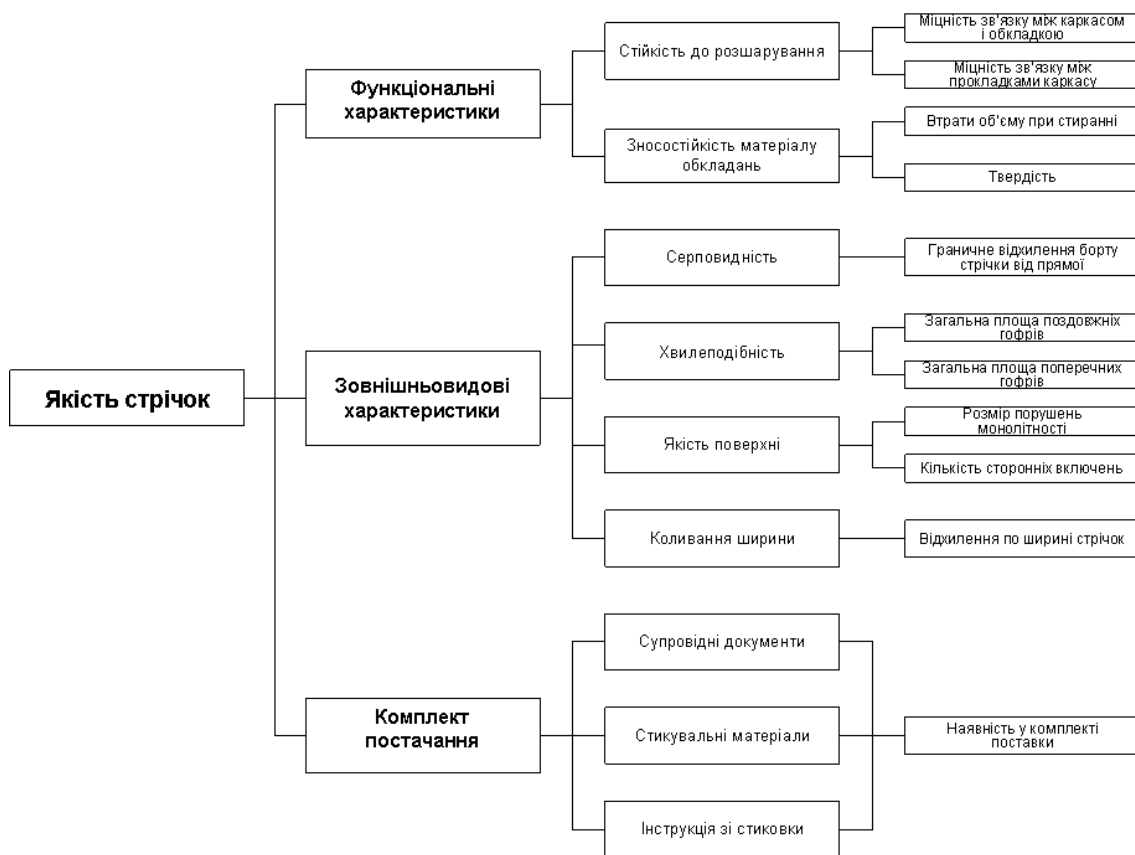 Якість стрічок
Функціональні
характеристики
Стійкість до розшарування
Міцність зв'язку між каркасом
і обкладкою
Міцність зв'язку між
прокладками каркасу
Зносостійкість матеріалу
обкладань
Втрати об'єму при стиранні
Твердість
Зовнішньовидові
характеристики
Серповидність
Граничне відхилення борту
стрічки від прямої
Хвилеподібність
Загальна площа поздовжніх
гофрів
Загальна площа поперечних
гофрів
Якість поверхні
Розмір порушень
монолітності
Кількість сторонніх включень
Коливання ширини
Відхилення по ширині стрічок
Комплект
постачання
Супровідні документи
Стикувальні матеріали
Інструкція зі стиковки
Наявність у комплекті
поставки